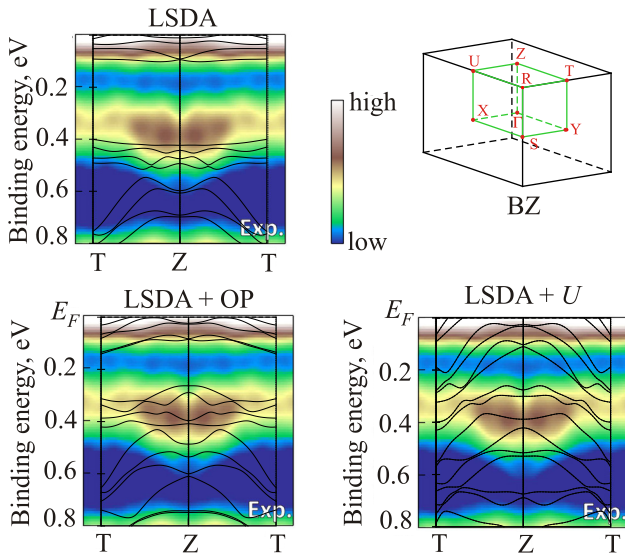 LSDA
Binding energy, eV
0.2
0.4
0.6
0.8
Exp.
T Z T
high
low
U Z
R T
X Γ Y
S
BZ
LSDA + OP
E_F
Binding energy, eV
0.2
0.4
0.6
0.8
Exp.
T Z T
LSDA + U
E_F
Binding energy, eV
0.2
0.4
0.6
0.8
Exp.
T Z T